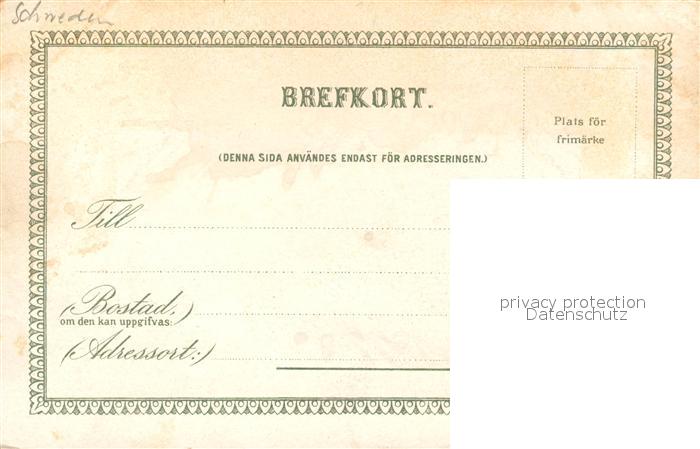 Schweden
BREFKORT.
Plats för
frimärke
(DENNA SIDA ANVÄNDES ENDAST FÖR ADRESSERINGEN.)
Till
(Bostad,)
om den kan uppgifvas:
(Adressort:)
privacy protection
Datenschutz